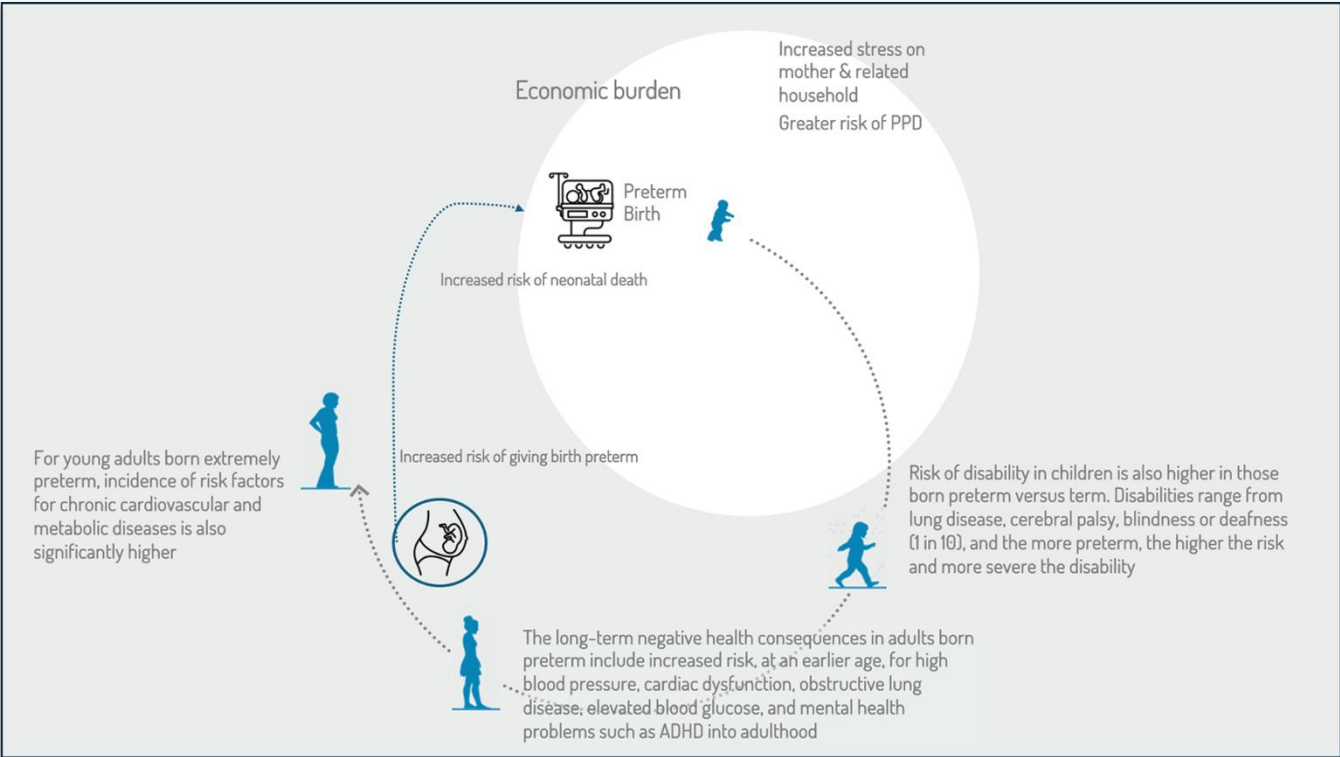 Economic burden
Increased stress on
mother & related
household
Greater risk of PPD
Preterm
Birth
Increased risk of neonatal death
Increased risk of giving birth preterm
For young adults born extremely
preterm, incidence of risk factors
for chronic cardiovascular and
metabolic diseases is also
significantly higher
Risk of disability in children is also higher in those
born preterm versus term. Disabilities range from
lung disease, cerebral palsy, blindness or deafness
(1 in 10), and the more preterm, the higher the risk
and more severe the disability
The long-term negative health consequences in adults born
preterm include increased risk, at an earlier age, for high
blood pressure, cardiac dysfunction, obstructive lung
disease, elevated blood glucose, and mental health
problems such as ADHD into adulthood